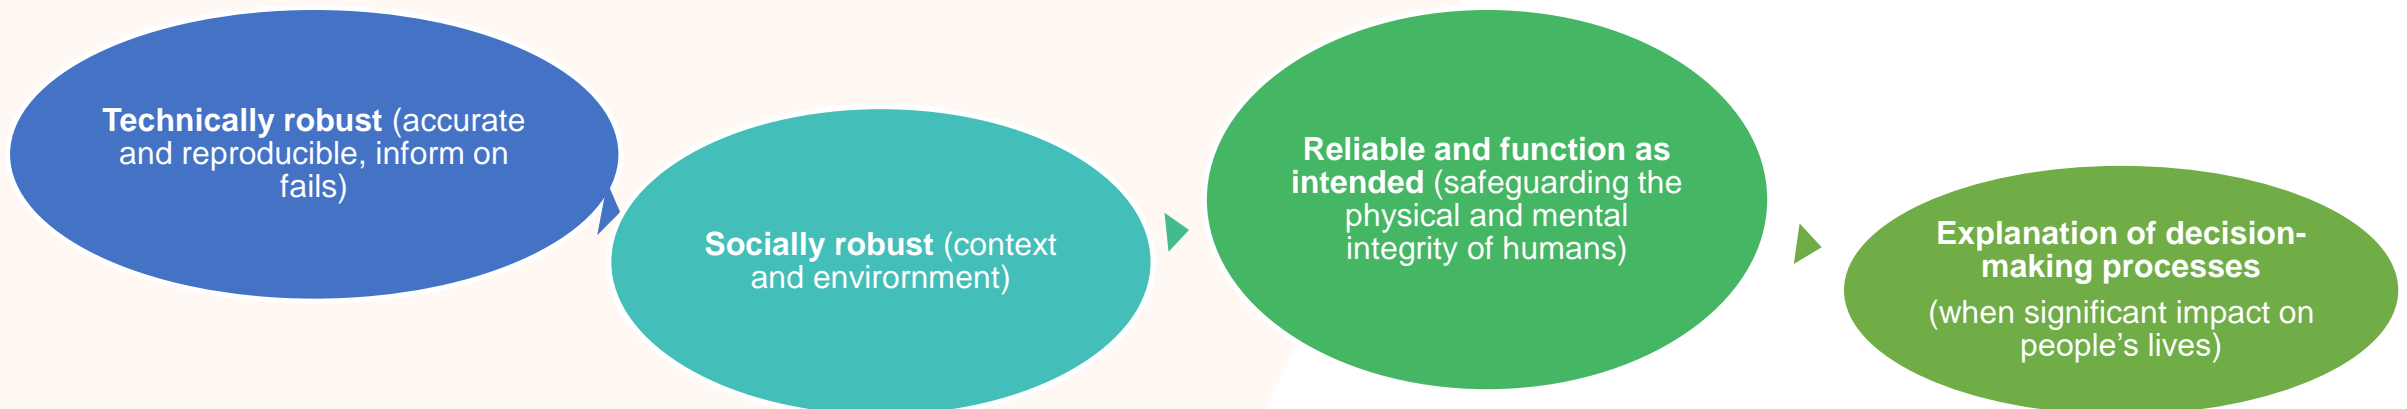 Technically robust (accurate
and reproducible, inform on
fails)
Socially robust (context
and envirornment)
Reliable and function as
intended (safeguarding the
physical and mental
integrity of humans)
Explanation of decision-
making processes
(when significant impact on
people’s lives)